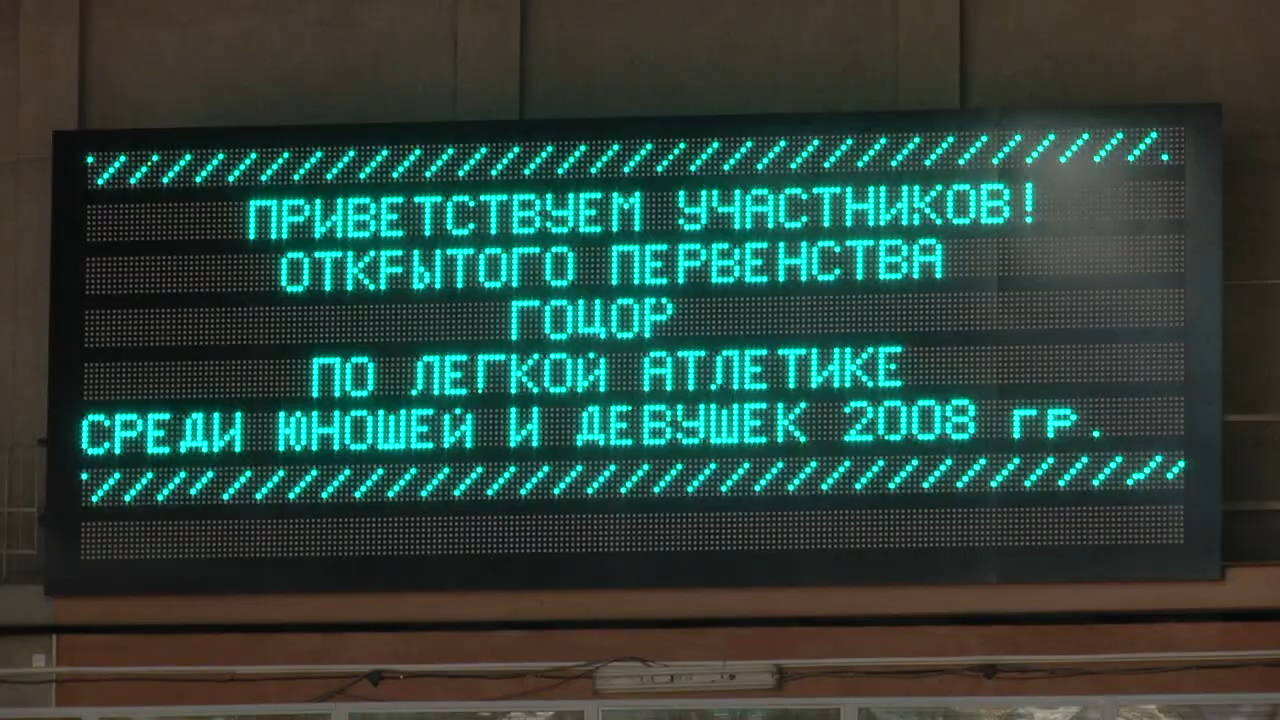 ////////////////////////////////.
ПРИВЕТСТВУЕМ УЧАСТНИКОВ!
ОТКРЫТОГО ПЕРВЕНСТВА
ГОЦОР
ПО ЛЕГКОЙ АТЛЕТИКЕ
СРЕДИ ЮНОШЕЙ И ДЕВУШЕК 2008 гр.
/////////////////////////////////